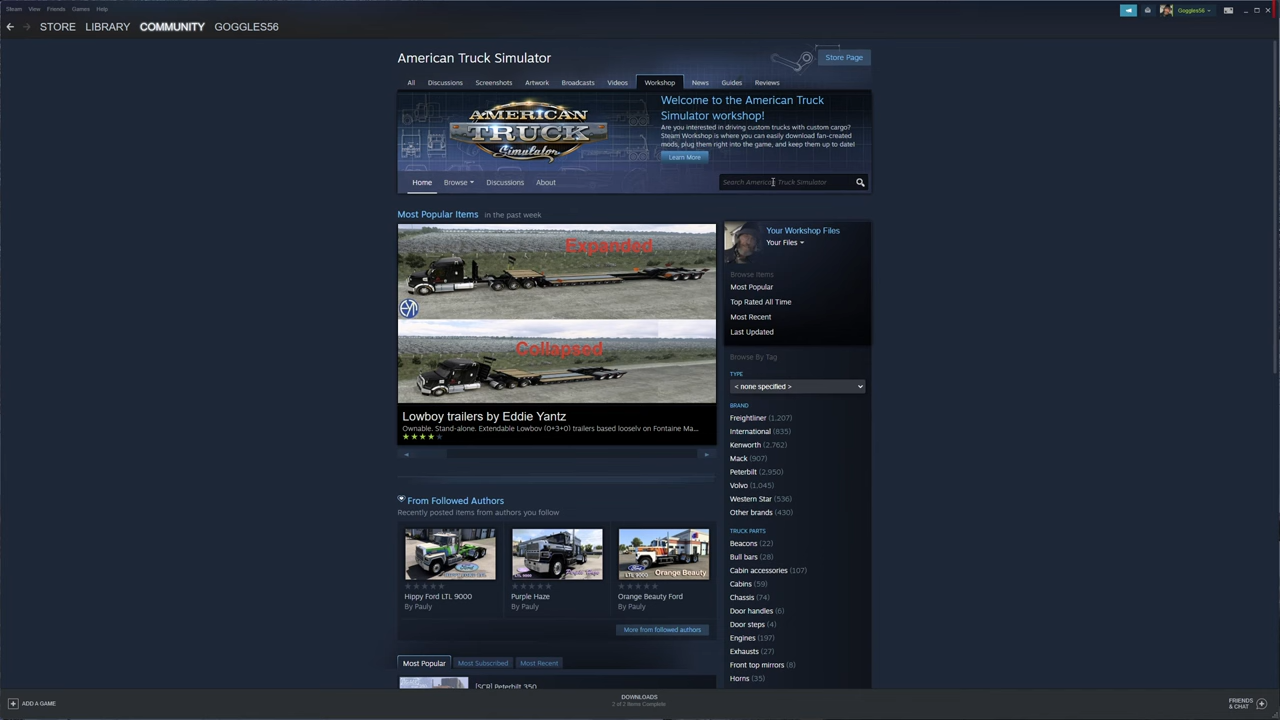 Steam View Friends Games Help
Goggles56
STORE LIBRARY COMMUNITY GOGGLES56
American Truck Simulator
Store Page
All Discussions Screenshots Artwork Broadcasts Videos Workshop News Guides Reviews
AMERICAN
TRUCK
Simulator
Welcome to the American Truck
Simulator workshop!
Are you interested in driving custom trucks with custom cargo?
Steam Workshop is where you can easily download fan-created
mods, plug them right into the game, and keep them up to date!
Learn More
Home Browse Discussions About
Search American Truck Simulator
Most Popular Items in the past week
Expanded
Collapsed
Lowboy trailers by Eddie Yantz
Ownable. Stand-alone. Extendable Lowboy (0+3+0) trailers based loosely on Fontaine Ma...
From Followed Authors
Recently posted items from authors you follow
Ford
Orange Beauty
Hippy Ford LTL 9000
By Pauly
Purple Haze
By Pauly
Orange Beauty Ford
By Pauly
More from followed authors
Most Popular Most Subscribed Most Recent
[SCR] Peterbilt 350
Your Workshop Files
Your Files
Browse Items
Most Popular
Top Rated All Time
Most Recent
Last Updated
Browse By Tag
TYPE
< none specified >
BRAND
Freightliner (1,207)
International (835)
Kenworth (2,762)
Mack (907)
Peterbilt (2,950)
Volvo (1,045)
Western Star (536)
Other brands (430)
TRUCK PARTS
Beacons (22)
Bull bars (28)
Cabin accessories (107)
Cabins (59)
Chassis (74)
Door handles (6)
Door steps (4)
Engines (197)
Exhausts (27)
Front top mirrors (8)
Horns (35)
ADD A GAME
DOWNLOADS
2 of 2 Items Complete
FRIENDS
& CHAT